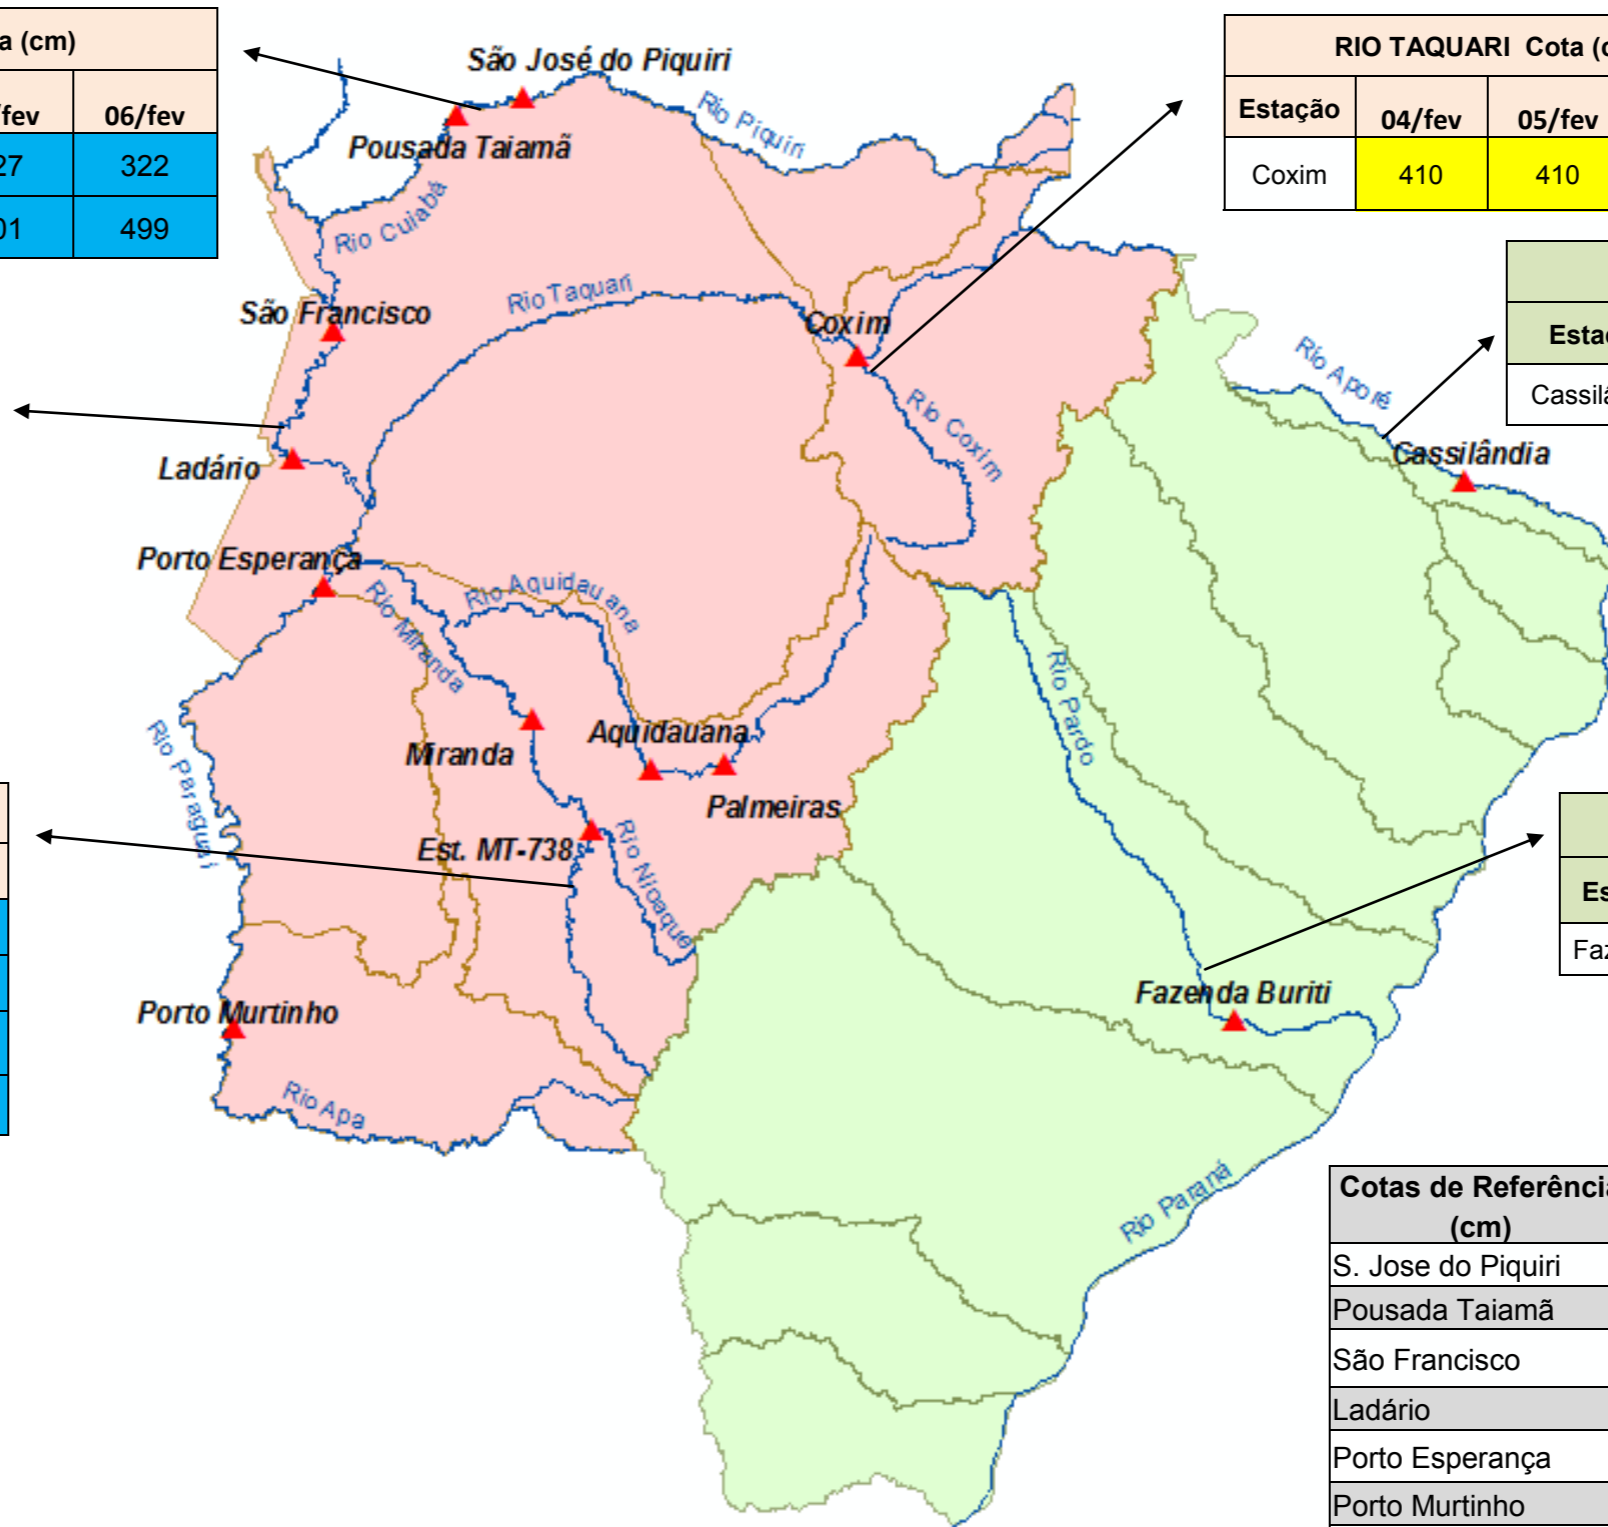 a (cm)
fev 06/fev
27 322
01 499
RIO TAQUARI Cota
Estação 04/fev 05/fev
Coxim 410 410
São José do Piquiri
Rio Piquiri
Pousada Taiamã
Rio Cuiabá
São Francisco
Rio Taquari
Coxim
Rio Coxim
Rio Aporé
Cassilândia
Ladário
Porto Esperança
Rio Miranda
Rio Aquidauana
Rio Pardo
Rio Paraguai
Miranda
Aquidauana
Palmeiras
Est. MT-738
Rio Nioaque
Fazenda Buriti
Porto Murtinho
Rio Apa
Rio Paraná
Cotas de Referência
(cm)
S. Jose do Piquiri
Pousada Taiamã
São Francisco
Ladário
Porto Esperança
Porto Murtinho